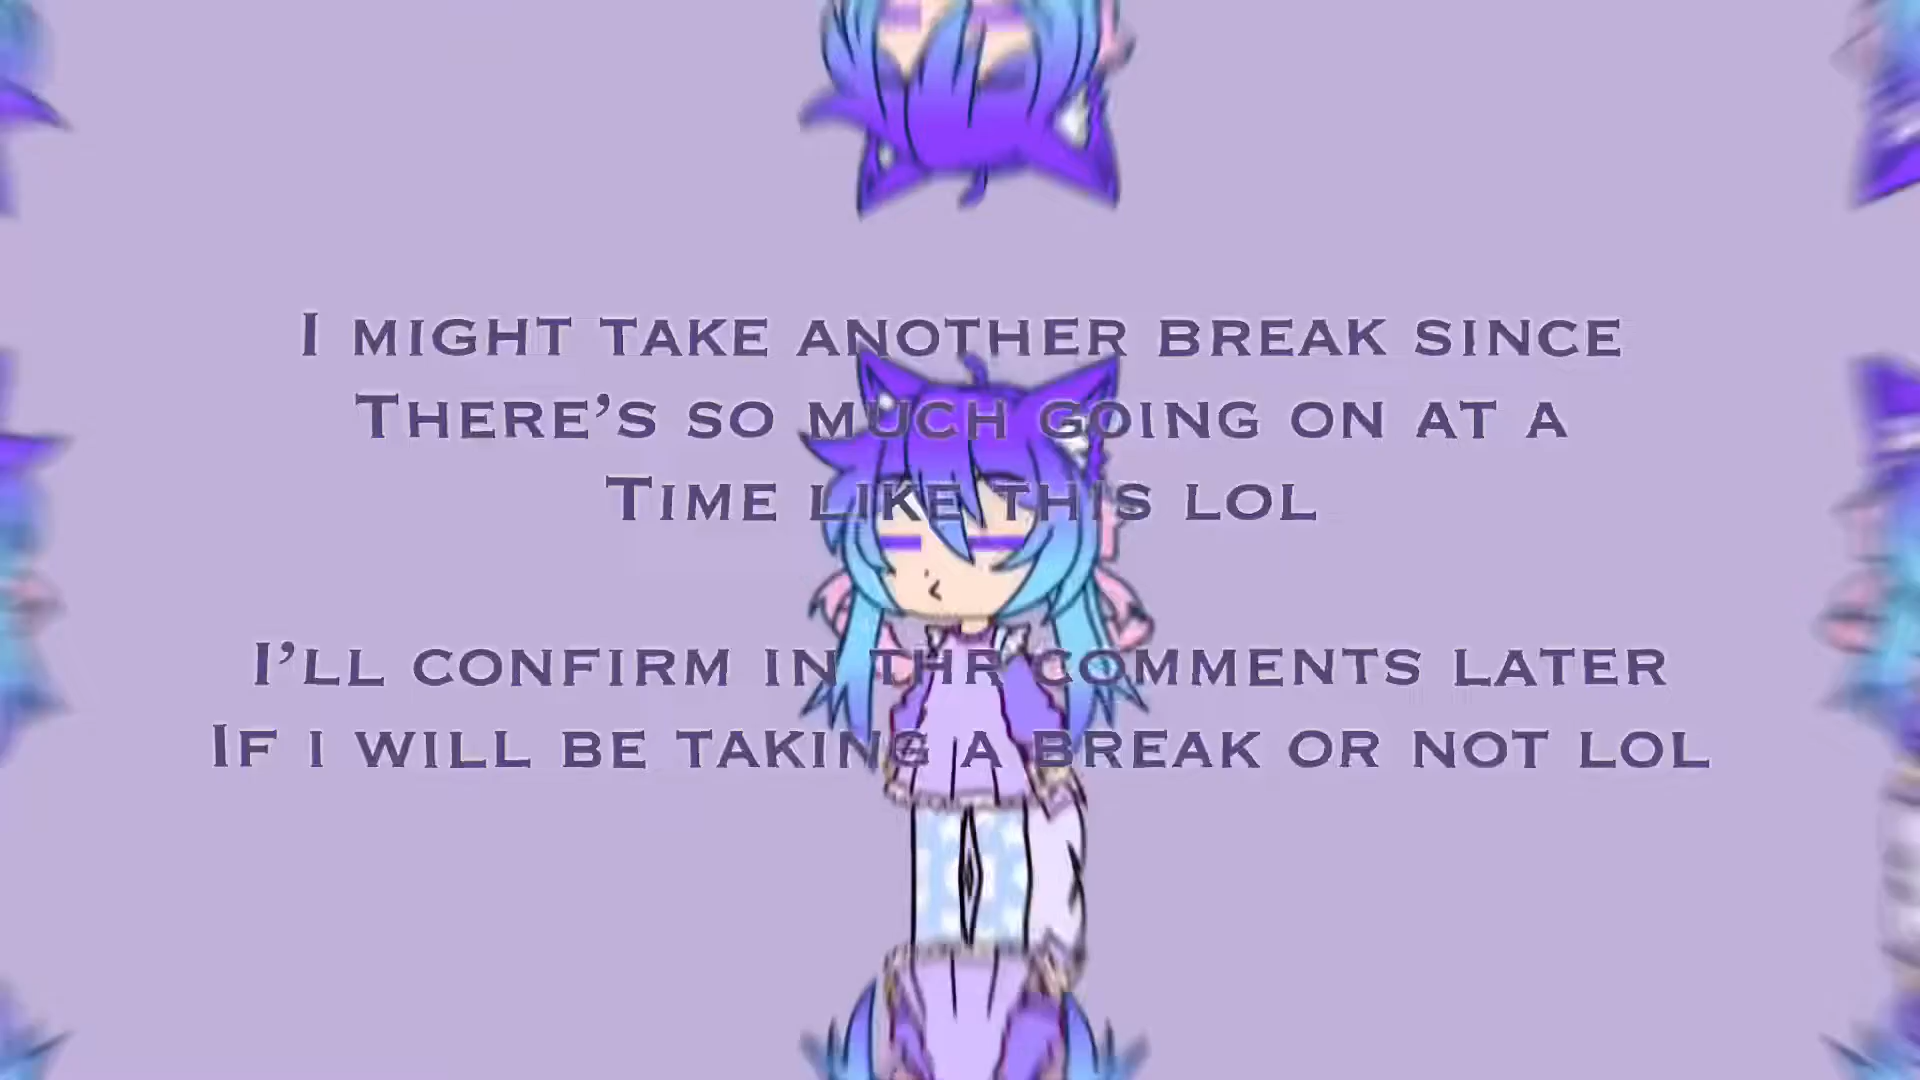 I might take another break since
There’s so much going on at a
Time like this lol
I’ll confirm in thr comments later
If i will be taking a break or not lol